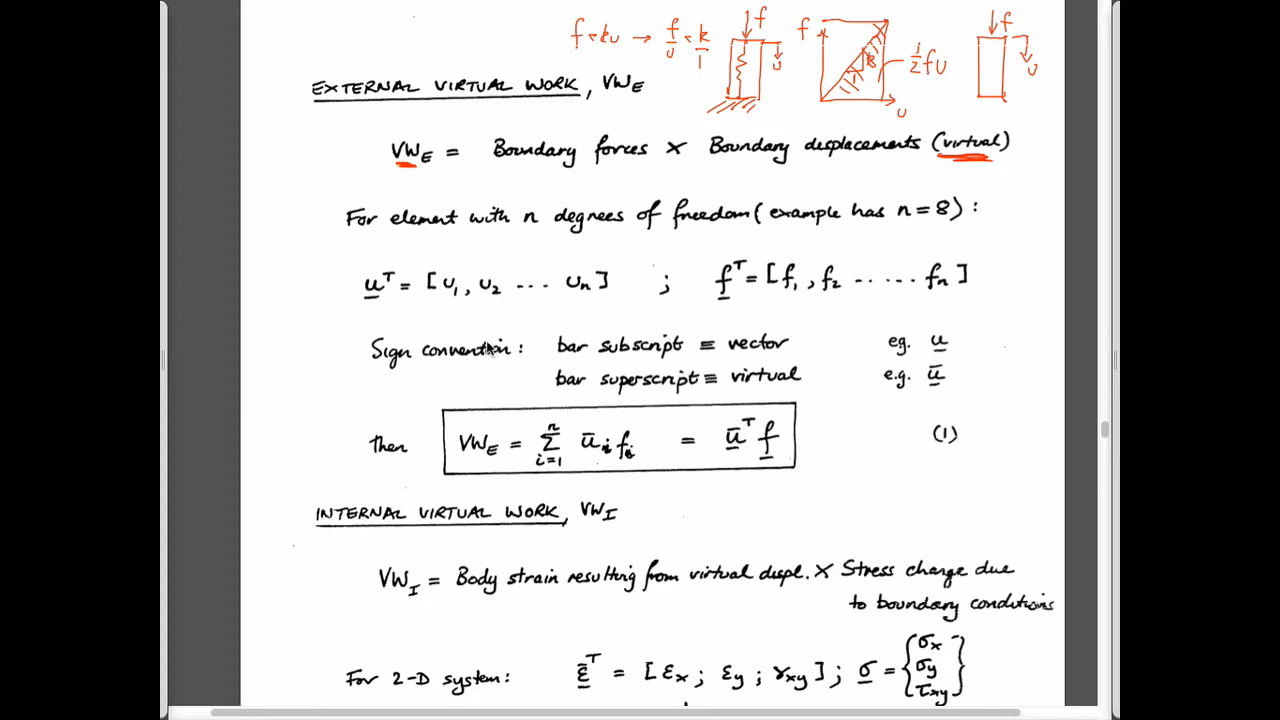 f = ku → f/u = k/1
f
u
f
k
1
½fu
u
f
u
EXTERNAL VIRTUAL WORK, VW_E
VW_E = Boundary forces × Boundary displacements (virtual)
For element with n degrees of freedom (example has n=8):
u̲ᵀ = [u₁, u₂ ... uₙ] ; f̲ᵀ = [f₁, f₂ ...... fₙ]
Sign convention: bar subscript ≡ vector eg. u̲
bar superscript ≡ virtual e.g. ū̲
then VW_E = Σ_{i=1}^{n} ū_i f_i = ū̲ᵀ f̲ (1)
INTERNAL VIRTUAL WORK, VW_I
VW_I = Body strain resulting from virtual displ. × Stress change due
to boundary conditions
For 2-D system: ε̲̄ᵀ = [εx ; εy ; γxy] ; σ̲ = {σx σy τxy}